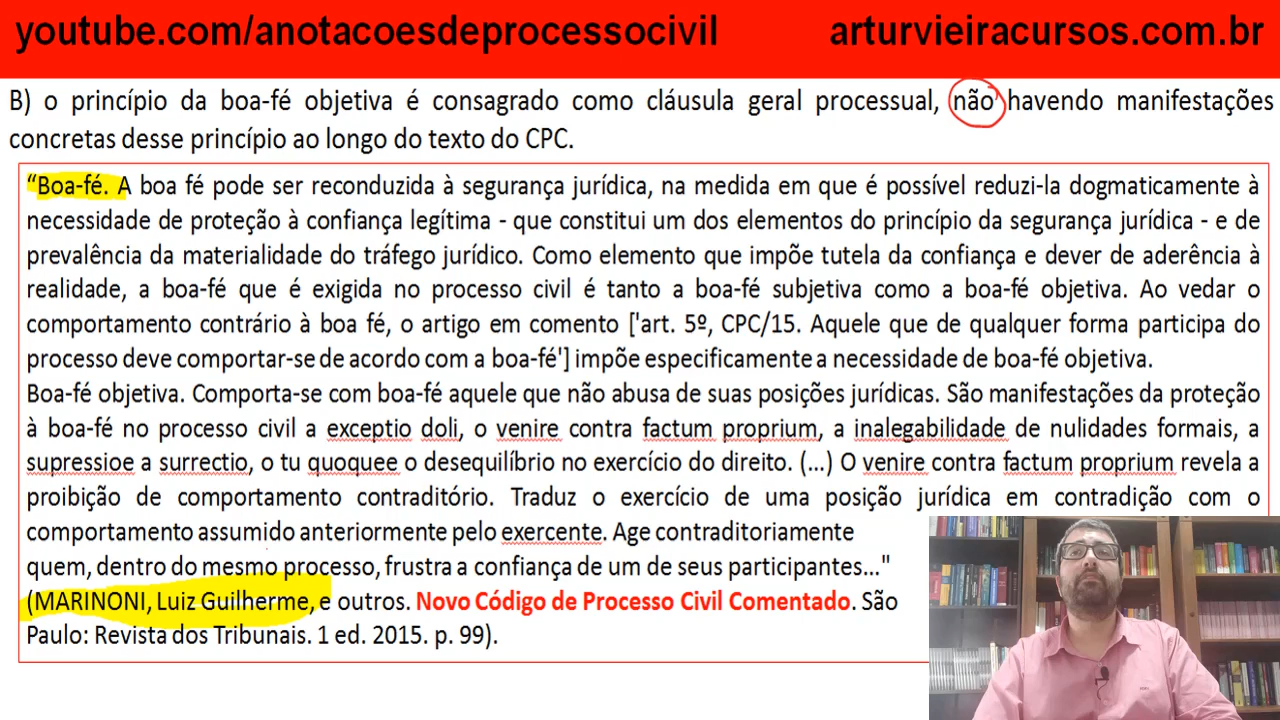 youtube.com/anotacoesdeprocessocivil arturvieiracursos.com.br
B) o princípio da boa-fé objetiva é consagrado como cláusula geral processual, não havendo manifestações
concretas desse princípio ao longo do texto do CPC.
“Boa-fé. A boa fé pode ser reconduzida à segurança jurídica, na medida em que é possível reduzi-la dogmaticamente à
necessidade de proteção à confiança legítima - que constitui um dos elementos do princípio da segurança jurídica - e de
prevalência da materialidade do tráfego jurídico. Como elemento que impõe tutela da confiança e dever de aderência à
realidade, a boa-fé que é exigida no processo civil é tanto a boa-fé subjetiva como a boa-fé objetiva. Ao vedar o
comportamento contrário à boa fé, o artigo em comento ['art. 5º, CPC/15. Aquele que de qualquer forma participa do
processo deve comportar-se de acordo com a boa-fé'] impõe especificamente a necessidade de boa-fé objetiva.
Boa-fé objetiva. Comporta-se com boa-fé aquele que não abusa de suas posições jurídicas. São manifestações da proteção
à boa-fé no processo civil a exceptio doli, o venire contra factum proprium, a inalegabilidade de nulidades formais, a
supressioe a surrectio, o tu quoquee o desequilíbrio no exercício do direito. (...) O venire contra factum proprium revela a
proibição de comportamento contraditório. Traduz o exercício de uma posição jurídica em contradição com o
comportamento assumido anteriormente pelo exercente. Age contraditoriamente
quem, dentro do mesmo processo, frustra a confiança de um de seus participantes..."
(MARINONI, Luiz Guilherme, e outros. Novo Código de Processo Civil Comentado. São
Paulo: Revista dos Tribunais. 1 ed. 2015. p. 99).